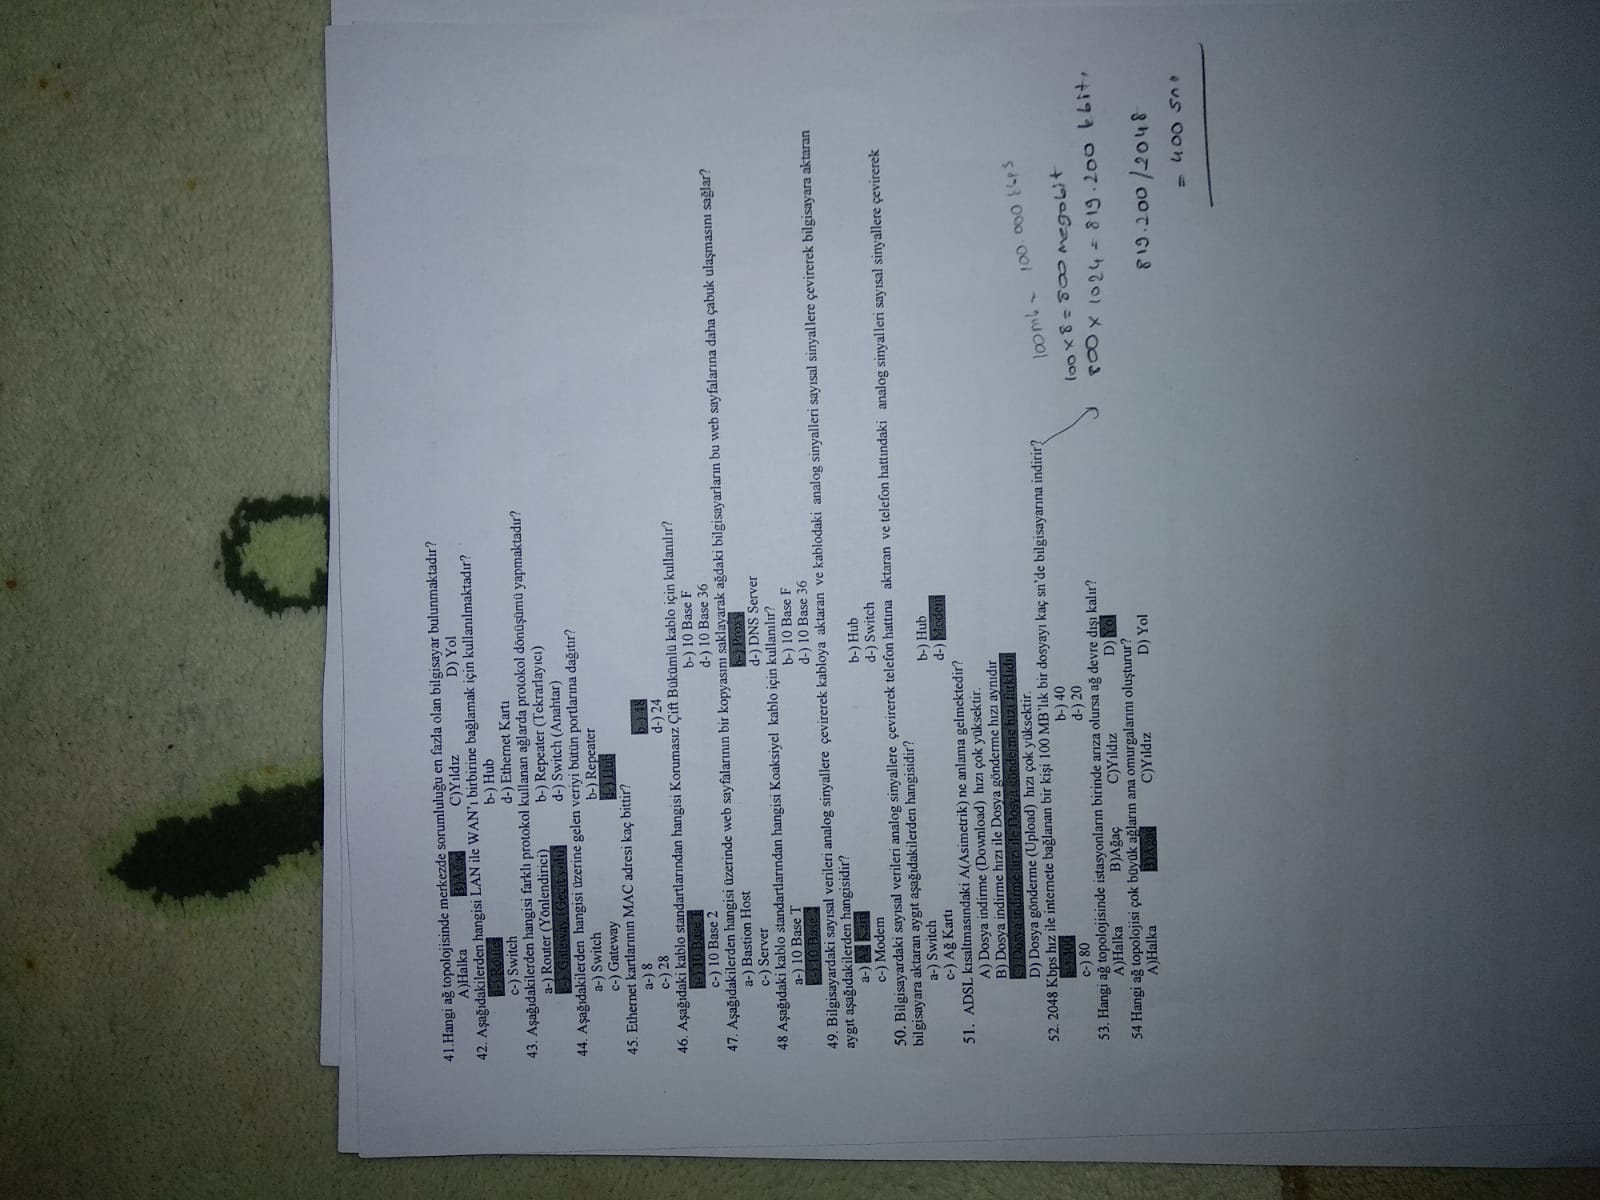 41.Hangi ağ topolojisinde merkezde sorumluluğu en fazla olan bilgisayar bulunmaktadır?
A)Halka B)Ağaç C)Yıldız D) Yol
42. Aşağıdakilerden hangisi LAN ile WAN'ı birbirine bağlamak için kullanılmaktadır?
a-) Router b-) Hub
c-) Switch d-) Ethernet Kartı
43. Aşağıdakilerden hangisi farklı protokol kullanan ağlarda protokol dönüşümü yapmaktadır?
a-) Router (Yönlendirici) b-) Repeater (Tekrarlayıcı)
c-) Gateway (Geçit yolu) d-) Switch (Anahtar)
44. Aşağıdakilerden hangisi üzerine gelen veriyi bütün portlarına dağıtır?
a-) Switch b-) Repeater
c-) Gateway d-) Hub
45. Ethernet kartlarının MAC adresi kaç bittir?
a-) 8 b-) 48
c-) 28 d-) 24
46. Aşağıdaki kablo standartlarından hangisi Korumasız Çift Bükümlü kablo için kullanılır?
a-) 10 Base T b-) 10 Base F
c-) 10 Base 2 d-) 10 Base 36
47. Aşağıdakilerden hangisi üzerinde web sayfalarının bir kopyasını saklayarak ağdaki bilgisayarların bu web sayfalarına daha çabuk ulaşmasını sağlar?
a-) Bastion Host b-) Proxy
c-) Server d-) DNS Server
48 Aşağıdaki kablo standartlarından hangisi Koaksiyel kablo için kullanılır?
a-) 10 Base T b-) 10 Base F
c-) 10 Base 2 d-) 10 Base 36
49. Bilgisayardaki sayısal verileri analog sinyallere çevirerek kabloya aktaran ve kablodaki analog sinyalleri sayısal sinyallere çevirerek bilgisayara aktaran
aygıt aşağıdakilerden hangisidir?
a-) Ağ Kartı b-) Hub
c-) Modem d-) Switch
50. Bilgisayardaki sayısal verileri analog sinyallere çevirerek telefon hattına aktaran ve telefon hattındaki analog sinyalleri sayısal sinyallere çevirerek
bilgisayara aktaran aygıt aşağıdakilerden hangisidir?
a-) Switch b-) Hub
c-) Ağ Kartı d-) Modem
51. ADSL kısaltmasındaki A(Asimetrik) ne anlama gelmektedir?
A) Dosya indirme (Download) hızı çok yüksektir.
B) Dosya indirme hızı ile Dosya gönderme hızı aynıdır
C) Dosya indirme hızı ile Dosya gönderme hızı farklıdır
D) Dosya gönderme (Upload) hızı çok yüksektir.
52. 2048 Kbps hız ile internete bağlanan bir kişi 100 MB'lık bir dosyayı kaç sn'de bilgisayarına indirir?
b-) 40
c-) 80 d-) 20
53. Hangi ağ topolojisinde istasyonların birinde arıza olursa ağ devre dışı kalır?
A)Halka B)Ağaç C)Yıldız D) Yol
54 Hangi ağ topolojisi çok büyük ağların ana omurgalarını oluşturur?
A)Halka B)Ağaç C)Yıldız D) Yol
100mb = 100.000 kbps
100x8=800 megabit
800 x 1024 = 819.200 kbit.
819.200/2048
= 400 sn.